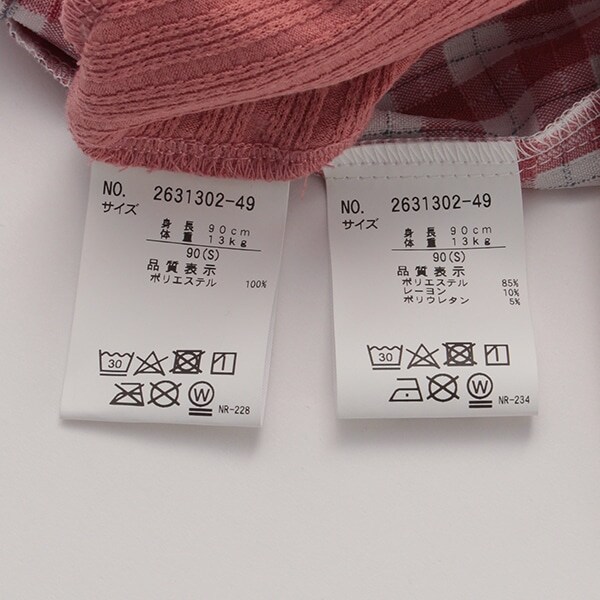 NO. 2631302-49
サイズ
身長 90cm
体重 13kg
90(S)
品質表示
ポリエステル 100%
30
W
NR-228
NO. 2631302-49
サイズ
身長 90cm
体重 13kg
90(S)
品質表示
ポリエステル 85%
レーヨン 10%
ポリウレタン 5%
30
W
NR-234